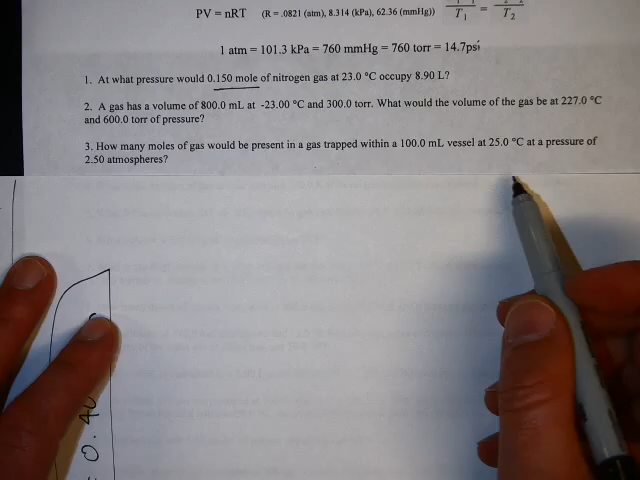 PV = nRT (R = .0821 (atm), 8.314 (kPa), 62.36 (mmHg)) T1 = T2
1 atm = 101.3 kPa = 760 mmHg = 760 torr = 14.7psi
1. At what pressure would 0.150 mole of nitrogen gas at 23.0 °C occupy 8.90 L?
2. A gas has a volume of 800.0 mL at -23.00 °C and 300.0 torr. What would the volume of the gas be at 227.0 °C
and 600.0 torr of pressure?
3. How many moles of gas would be present in a gas trapped within a 100.0 mL vessel at 25.0 °C at a pressure of
2.50 atmospheres?